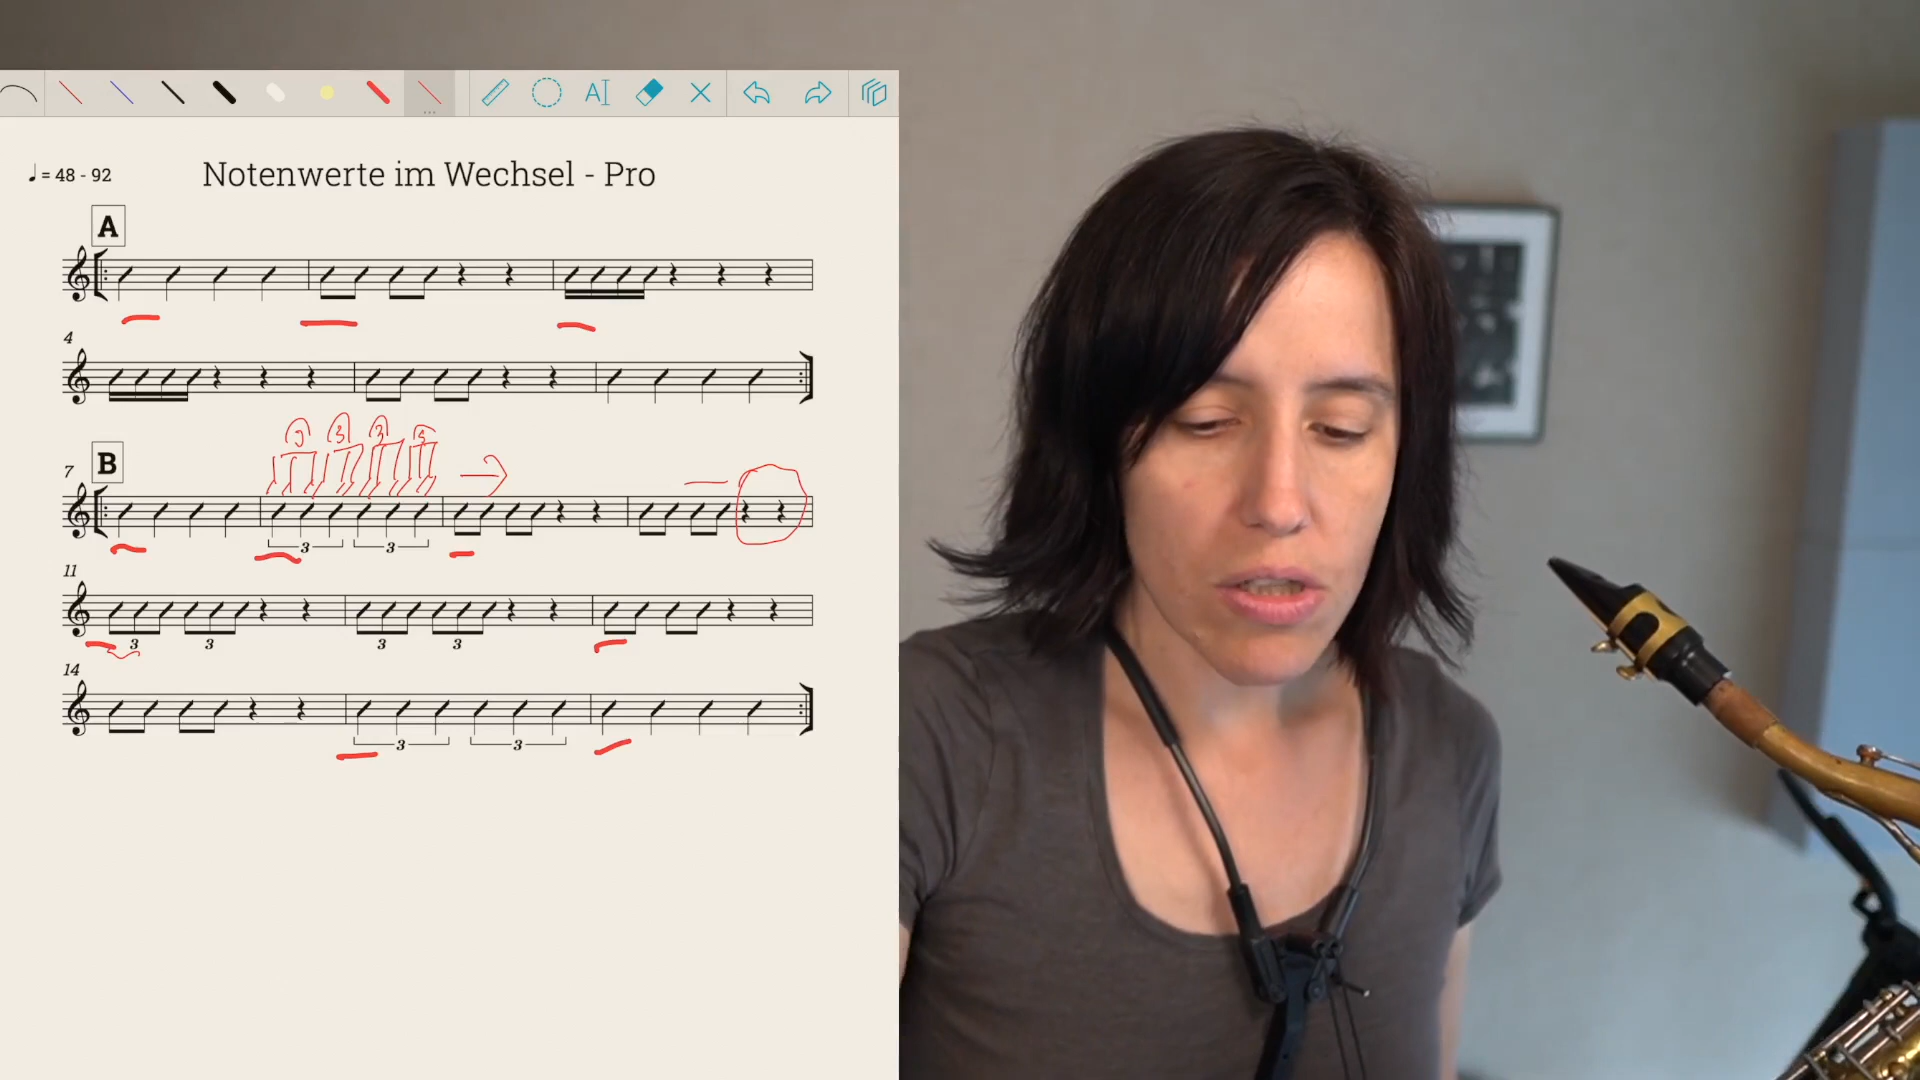 ♩ = 48 - 92
Notenwerte im Wechsel - Pro
A
4
3 3 3
7
B
3 3
11
3 3 3 3
14
3 3